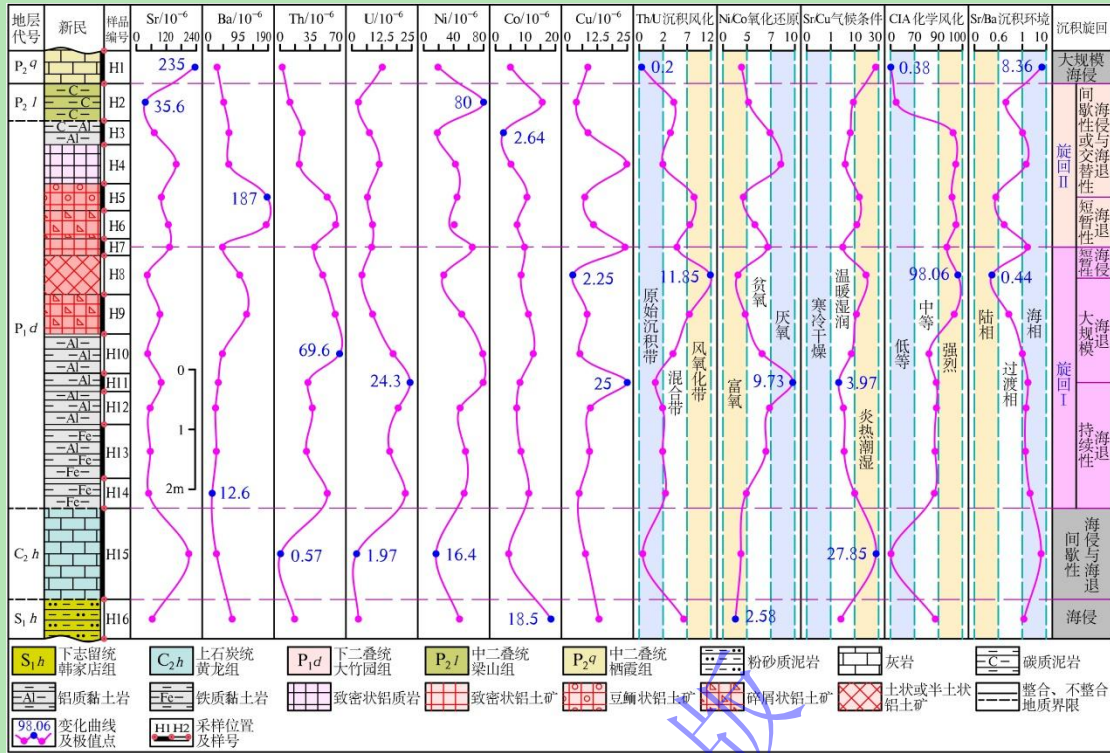 地层代号 新民 样品编号 Sr/10⁻⁶ Ba/10⁻⁶ Th/10⁻⁶ U/10⁻⁶ Ni/10⁻⁶ Co/10⁻⁶ Cu/10⁻⁶ Th/U沉积风化 Ni/Co氧化还原 Sr/Cu气候条件 CIA化学风化 Sr/Ba沉积环境 沉积旋回
0 120 240 0 95 190 0 35 70 0 12.5 25 0 40 80 0 10 20 0 12.5 25 0 2 7 12 0 5 7 10 0 1 10 30 0 70 90 100 0 0.6 1 10
P₂q H1 235 0.2 0.38 8.36 大规模海侵
P₂l C C C H2 35.6 80 间歇性或交替性海侵与海退
C Al Al H3 2.64
H4
旋回II
H5 187 短暂性海退
H6
H7 短暂性海侵
H8 2.25 11.85 98.06 0.44
原始沉积带 混合带 风氧化带
富氧 贫氧 厌氧
寒冷干燥 温暖湿润 炎热潮湿
低等 中等 强烈
陆相 过渡相 海相
P₁d H9 大规模海退
Al Al H10 69.6 0
Al H11 24.3 25 9.73 3.97 旋回I
Al Al H12 1
Fe Al Fe Fe H13 持续性海退
Fe Fe H14 12.6 2m
C₂h H15 0.57 1.97 16.4 27.85 间歇性海侵与海退
S₁h H16 18.5 2.58 海侵
S₁h 下志留统韩家店组 C₂h 上石炭统黄龙组 P₁d 下二叠统大竹园组 P₂l 中二叠统梁山组 P₂q 中二叠统栖霞组 粉砂质泥岩 灰岩 C 碳质泥岩
Al 铝质黏土岩 Fe 铁质黏土岩 致密状铝质岩 致密状铝土矿 豆鲕状铝土矿 碎屑状铝土矿 土状或半土状铝土矿 整合、不整合地质界限
98.06 变化曲线及极值点 H1 H2 采样位置及样号
版